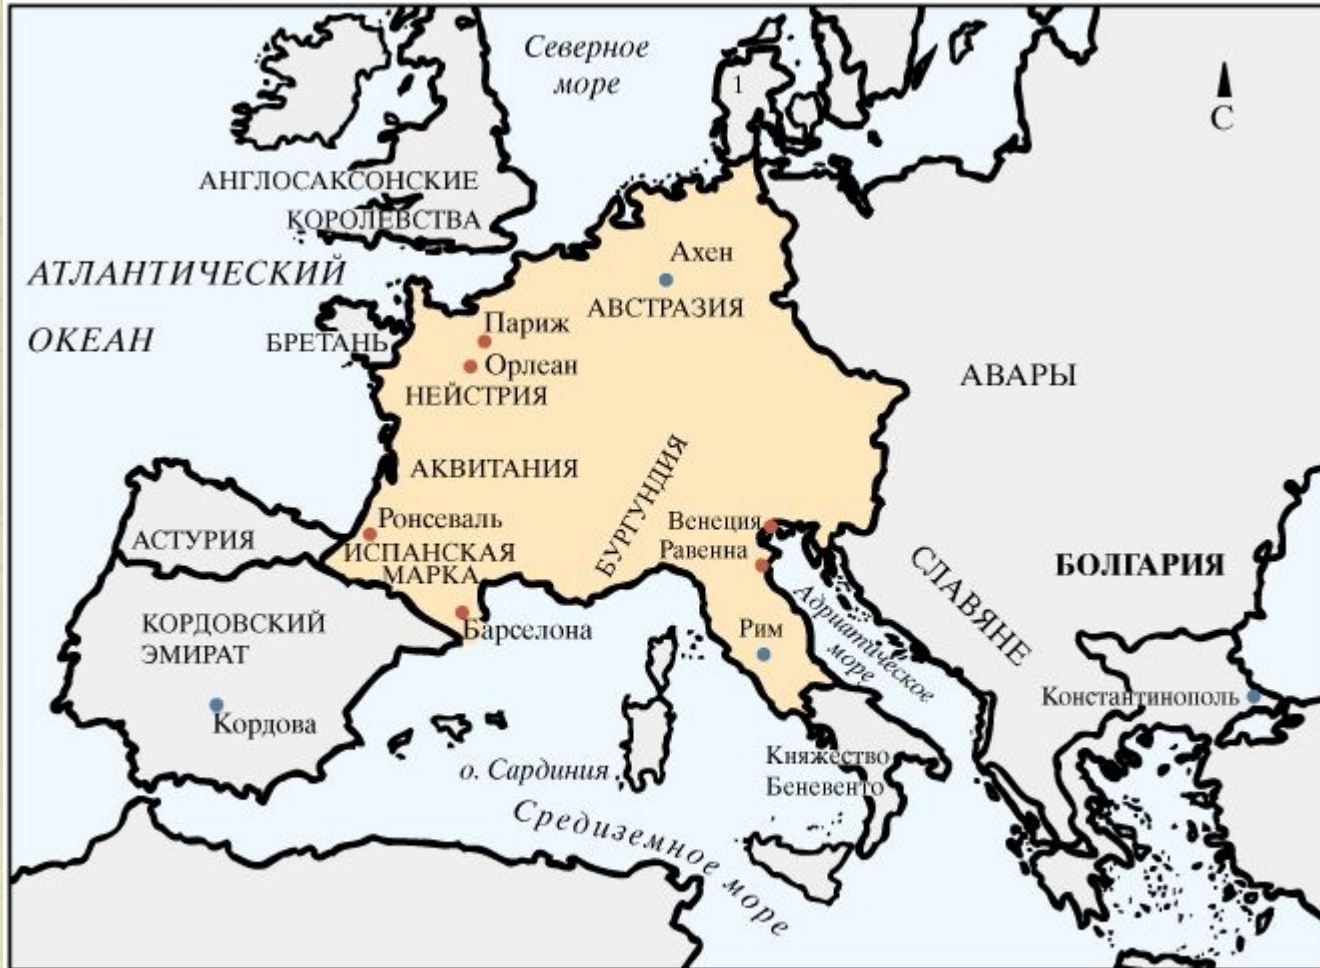 Северное
море
1
С
АНГЛОСАКСОНСКИЕ
КОРОЛЕВСТВА
АТЛАНТИЧЕСКИЙ
ОКЕАН
Ахен
АВСТРАЗИЯ
Париж
БРЕТАНЬ
Орлеан
НЕЙСТРИЯ
АВАРЫ
АКВИТАНИЯ
БУРГУНДИЯ
Ронсеваль
ИСПАНСКАЯ
МАРКА
Венеция
Равенна
АСТУРИЯ
СЛАВЯНЕ
БОЛГАРИЯ
КОРДОВСКИЙ
ЭМИРАТ
Барселона
Рим
Адриатическое
море
Константинополь
Кордова
Княжество
Беневенто
о. Сардиния
Средиземное море